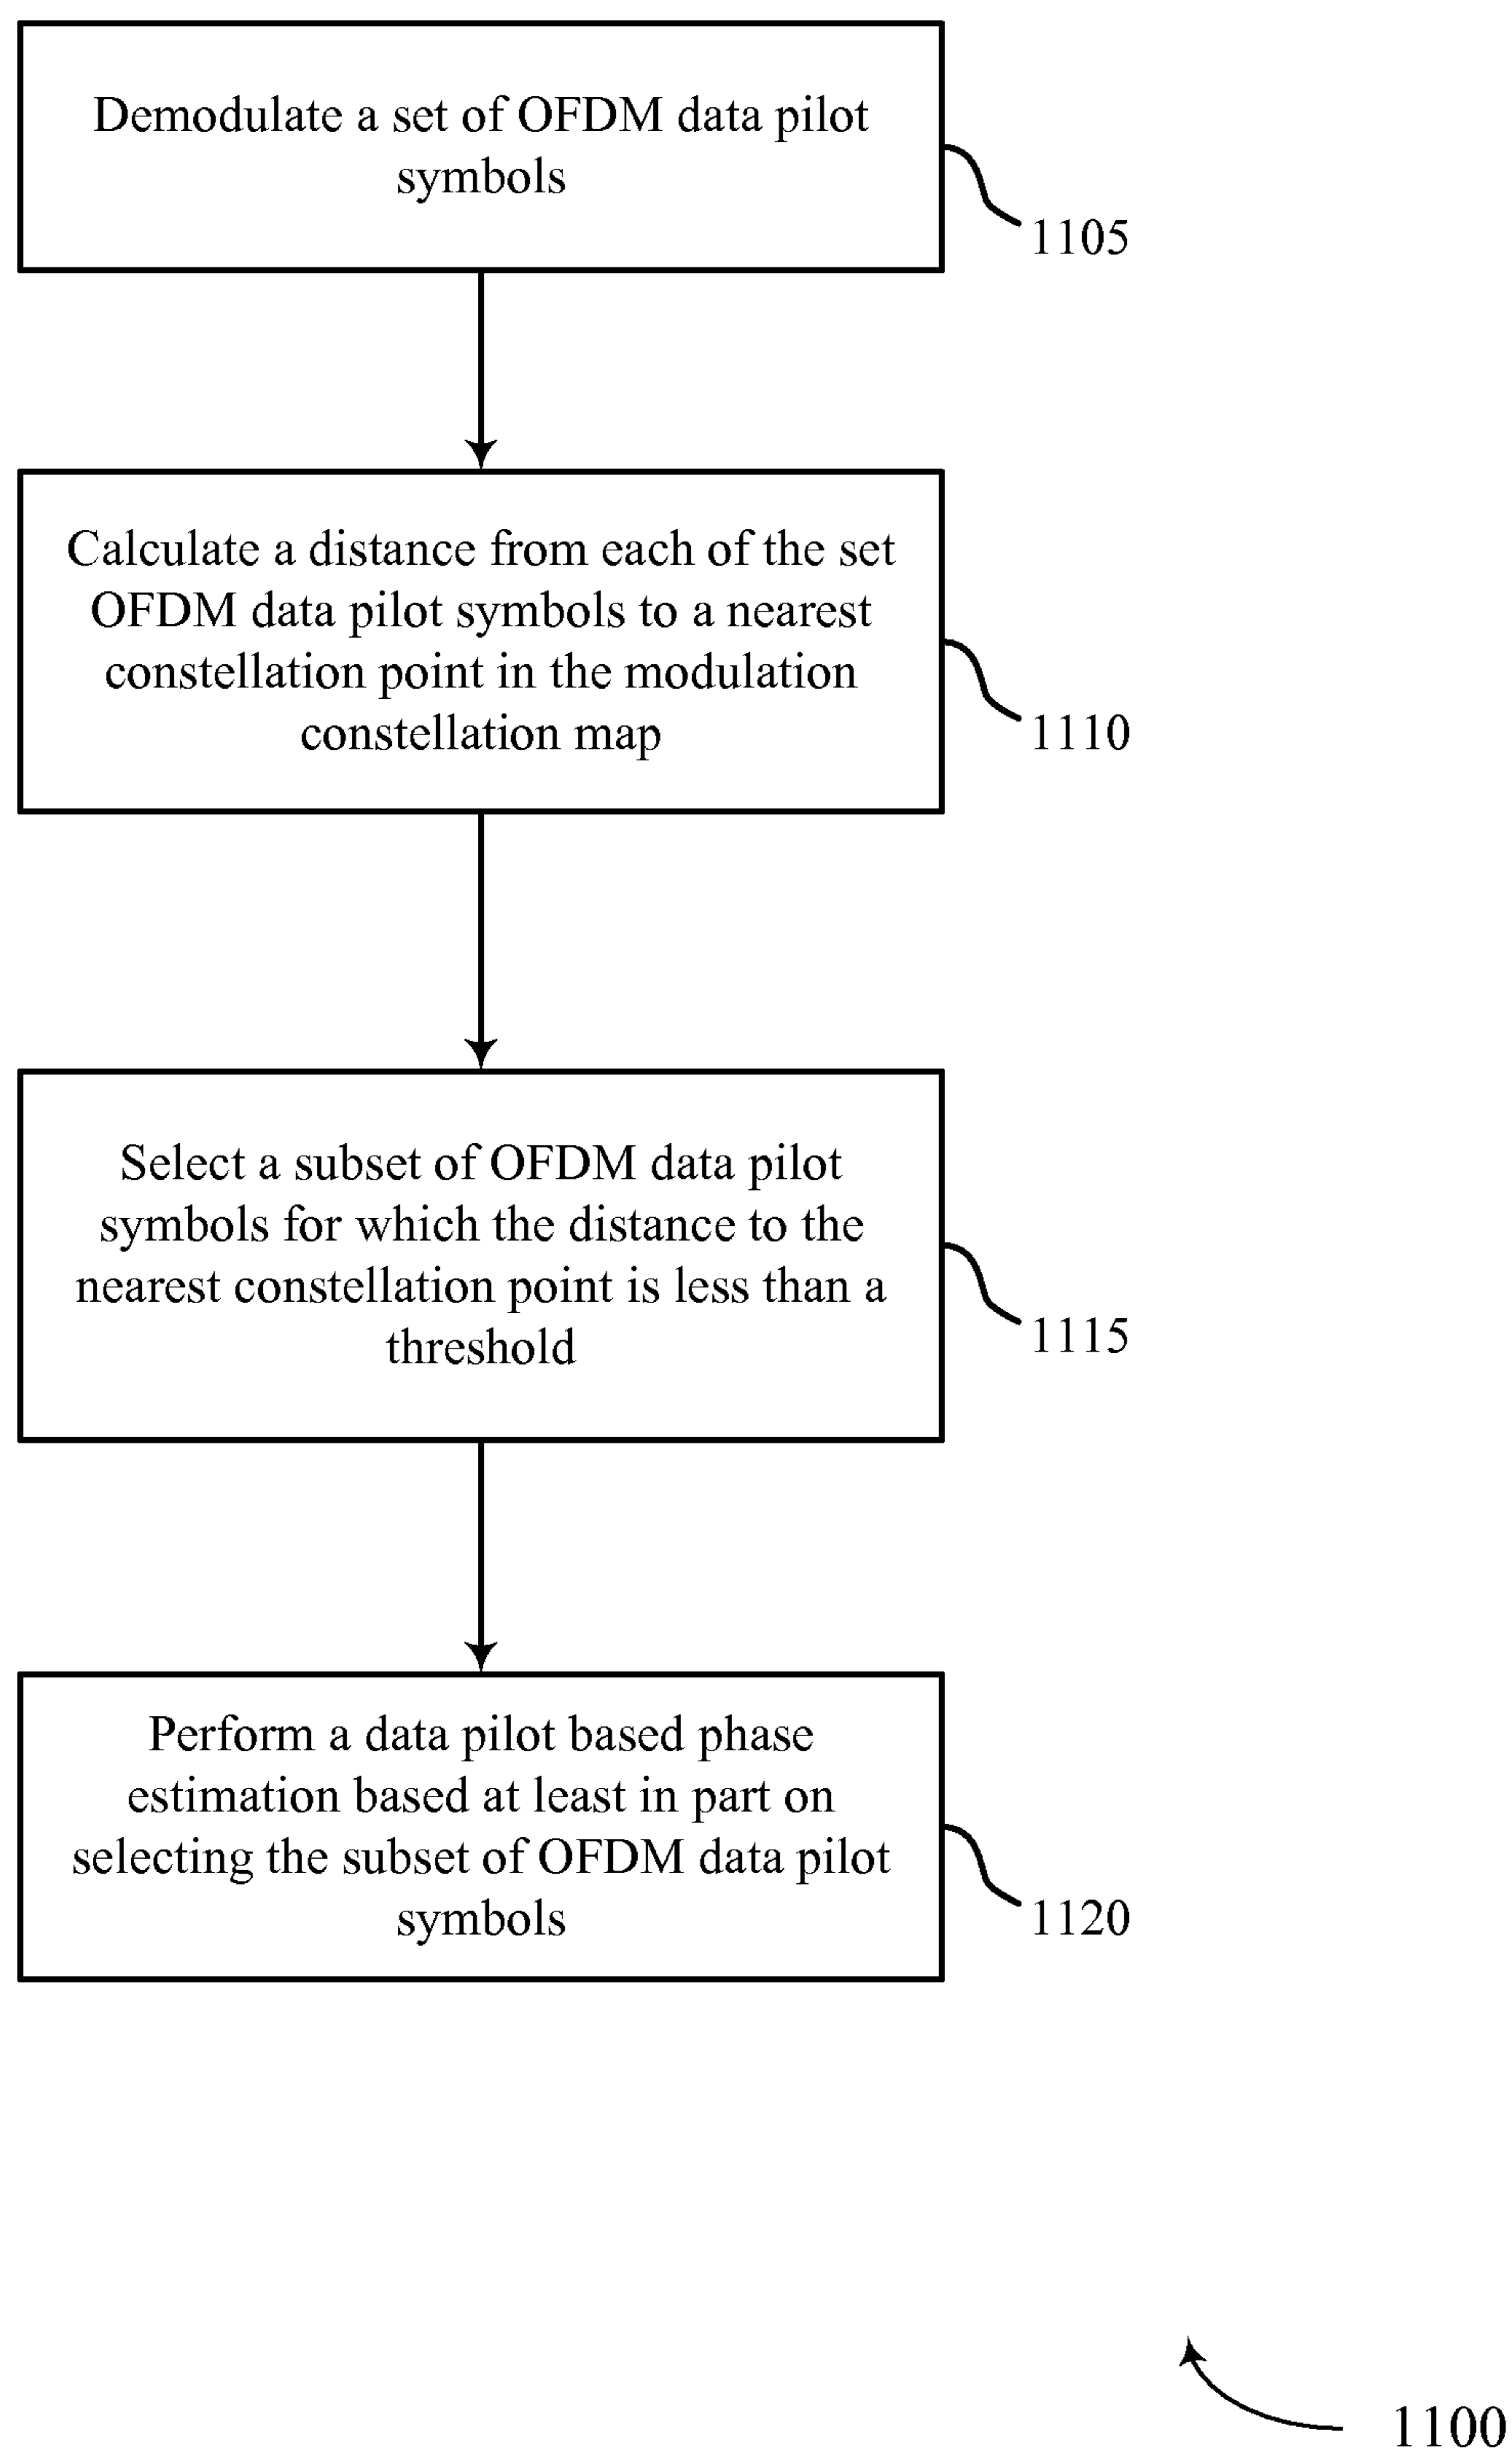 Demodulate a set of OFDM data pilot
symbols
1105
Calculate a distance from each of the set
OFDM data pilot symbols to a nearest
constellation point in the modulation
constellation map
1110
Select a subset of OFDM data pilot
symbols for which the distance to the
nearest constellation point is less than a
threshold
1115
Perform a data pilot based phase
estimation based at least in part on
selecting the subset of OFDM data pilot
symbols
1120
1100